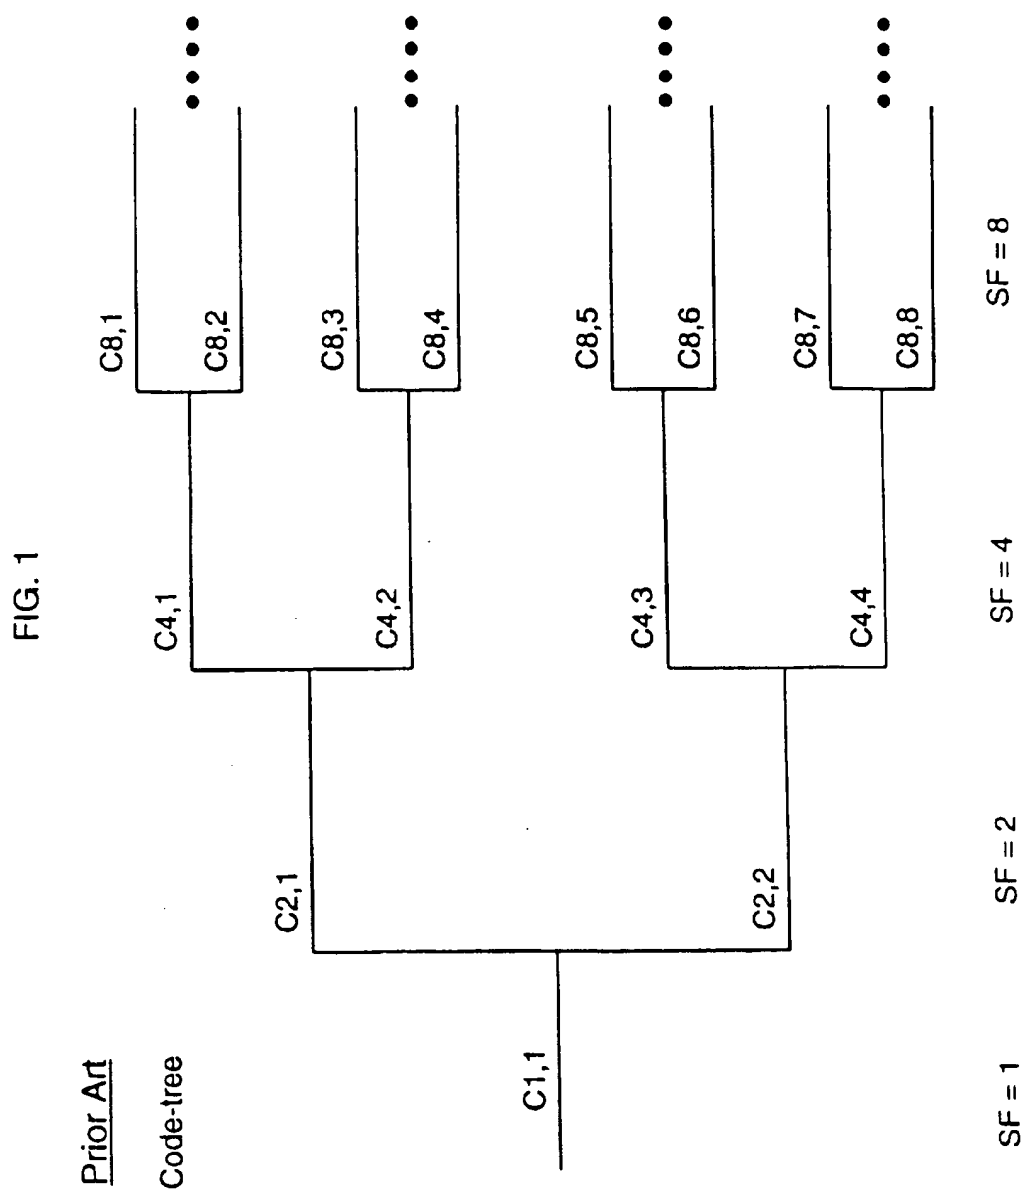 FIG. 1
Prior Art
Code-tree
C1,1
C2,1
C2,2
C4,1
C4,2
C4,3
C4,4
C8,1
C8,2
C8,3
C8,4
C8,5
C8,6
C8,7
C8,8
SF = 1
SF = 2
SF = 4
SF = 8